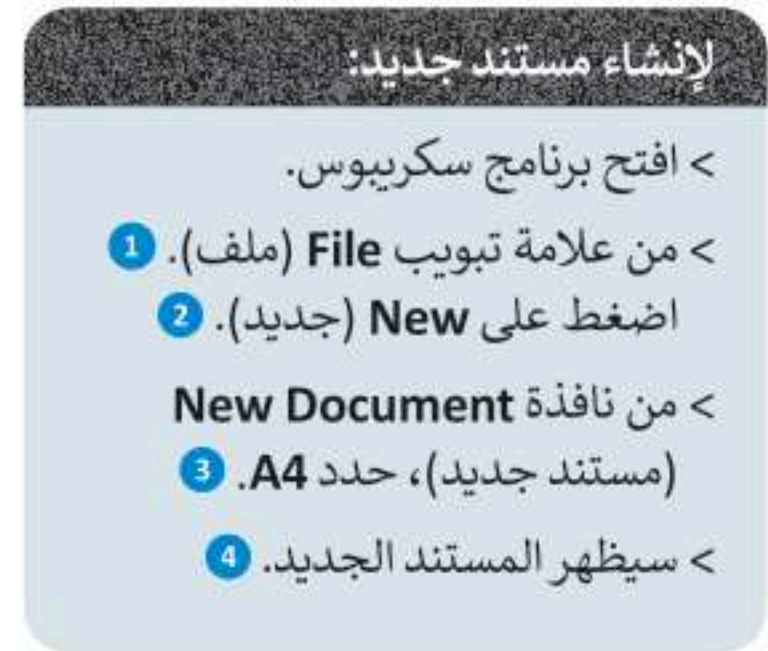 لإنشاء مستند جديد:
> افتح برنامج سكريبوس.
> من علامة تبويب File (ملف). 1
اضغط على New (جديد). 2
> من نافذة New Document
(مستند جديد)، حدد A4. 3
> سيظهر المستند الجديد. 4